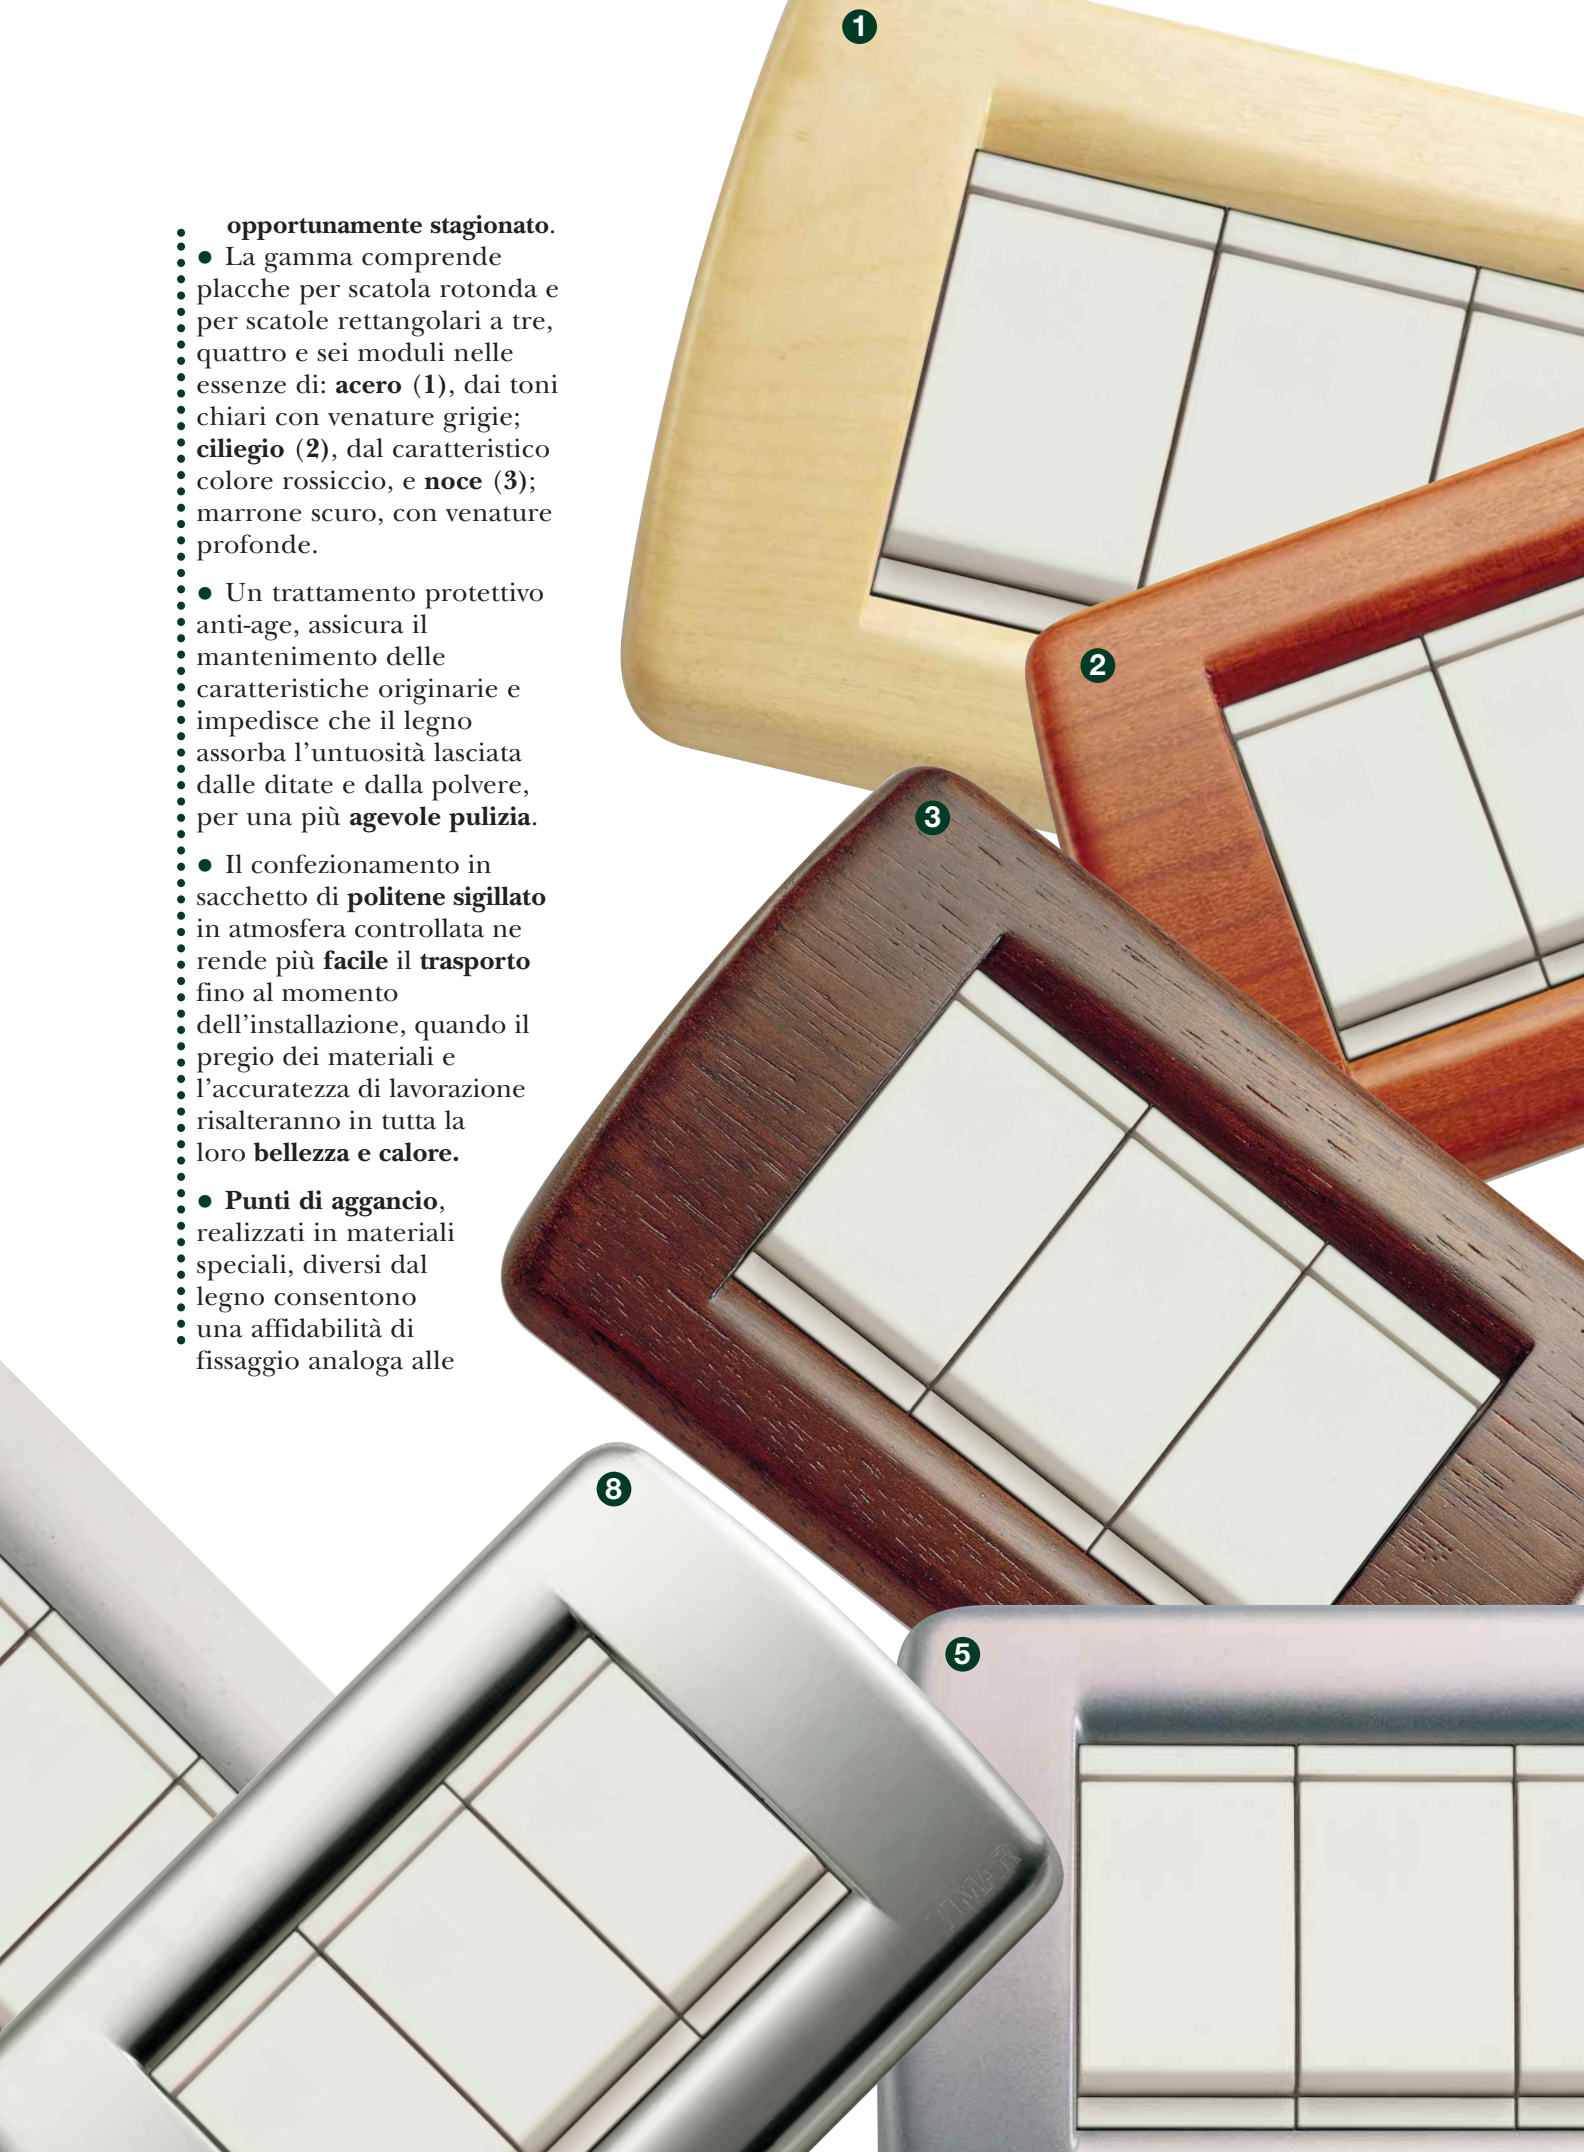 opportunamente stagionato.
● La gamma comprende
placche per scatola rotonda e
per scatole rettangolari a tre,
quattro e sei moduli nelle
essenze di: acero (1), dai toni
chiari con venature grigie;
ciliegio (2), dal caratteristico
colore rossiccio, e noce (3);
marrone scuro, con venature
profonde.
● Un trattamento protettivo
anti-age, assicura il
mantenimento delle
caratteristiche originarie e
impedisce che il legno
assorba l'untuosità lasciata
dalle ditate e dalla polvere,
per una più agevole pulizia.
● Il confezionamento in
sacchetto di politene sigillato
in atmosfera controllata ne
rende più facile il trasporto
fino al momento
dell'installazione, quando il
pregio dei materiali e
l'accuratezza di lavorazione
risalteranno in tutta la
loro bellezza e calore.
● Punti di aggancio,
realizzati in materiali
speciali, diversi dal
legno consentono
una affidabilità di
fissaggio analoga alle
1
2
3
8
5
VIMAR